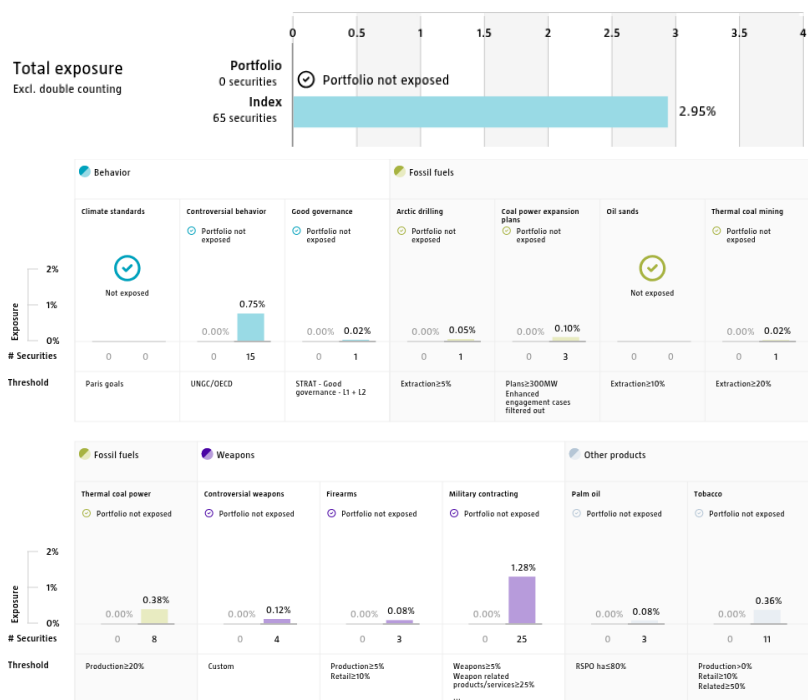 0 0.5 1 1.5 2 2.5 3 3.5 4
Total exposure
Excl. double counting
Portfolio
0 securities
Portfolio not exposed
Index
65 securities
2.95%
Behavior
Fossil fuels
Climate standards
Controversial behavior
Good governance
Arctic drilling
Coal power expansion
plans
Oil sands
Thermal coal mining
Portfolio not
exposed
Portfolio not
exposed
Portfolio not
exposed
Portfolio not
exposed
Portfolio not
exposed
Not exposed
Not exposed
Exposure
2%
1%
0%
0.00% 0.75%
0.00% 0.02%
0.00% 0.05%
0.00% 0.10%
0.00% 0.02%
# Securities
0 0
0 15
0 1
0 1
0 3
0 0
0 1
Threshold
Paris goals
UNGC/OECD
STRAT - Good
governance - L1 + L2
Extraction≥5%
Plans≥300MW
Enhanced
engagement cases
filtered out
Extraction≥10%
Extraction≥20%
Fossil fuels
Weapons
Other products
Thermal coal power
Controversial weapons
Firearms
Military contracting
Palm oil
Tobacco
Portfolio not exposed
Portfolio not exposed
Portfolio not exposed
Portfolio not exposed
Portfolio not exposed
Portfolio not exposed
Exposure
2%
1%
0%
0.00% 0.38%
0.00% 0.12%
0.00% 0.08%
0.00% 1.28%
0.00% 0.08%
0.00% 0.36%
# Securities
0 8
0 4
0 3
0 25
0 3
0 11
Threshold
Production≥20%
Custom
Production≥5%
Retail≥10%
Weapons≥5%
Weapon related
products/services≥25%
...
RSPO ha≤80%
Production>0%
Retail≥10%
Related≥50%